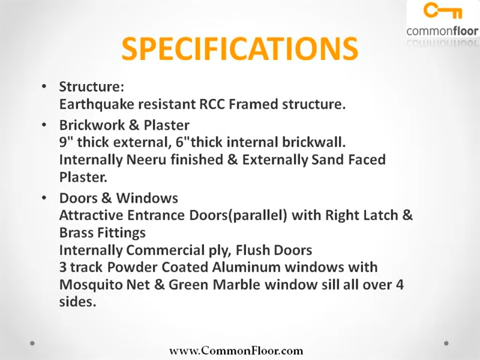 commonfloor
SPECIFICATIONS
• Structure:
Earthquake resistant RCC Framed structure.
• Brickwork & Plaster
9" thick external, 6"thick internal brickwall.
Internally Neeru finished & Externally Sand Faced
Plaster.
• Doors & Windows
Attractive Entrance Doors(parallel) with Right Latch &
Brass Fittings
Internally Commercial ply, Flush Doors
3 track Powder Coated Aluminum windows with
Mosquito Net & Green Marble window sill all over 4
sides.
www.CommonFloor.com